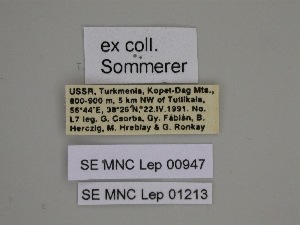 ex coll.
Sommerer
USSR, Turkmenia, Kopet-Dag Mts.,
800-900 m, 5 km NW of Tutlikala,
56°44'E, 38°26'N, 22.IV.1991. No.
L7 leg. G. Csorba, Gy. Fábián, B.
Herczig, M. Hreblay & G. Ronkay
SE MNC Lep 00947
SE MNC Lep 01213